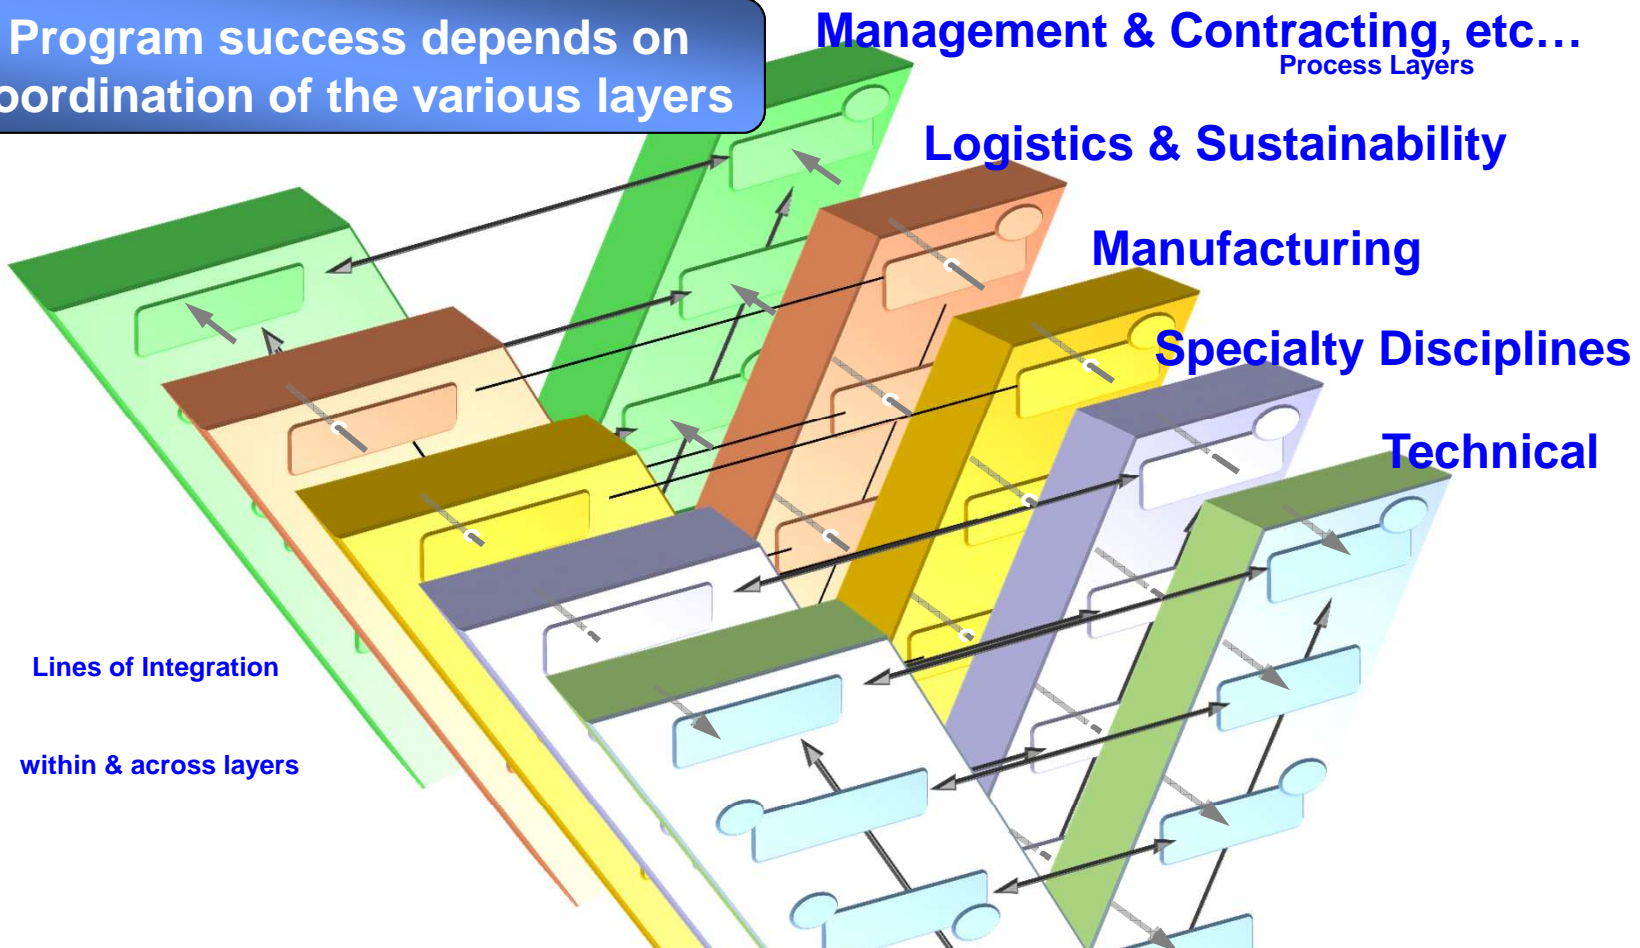 Program success depends on
oordination of the various layers
Management & Contracting, etc…
Process Layers
Logistics & Sustainability
Manufacturing
Specialty Disciplines
Technical
Lines of Integration
within & across layers